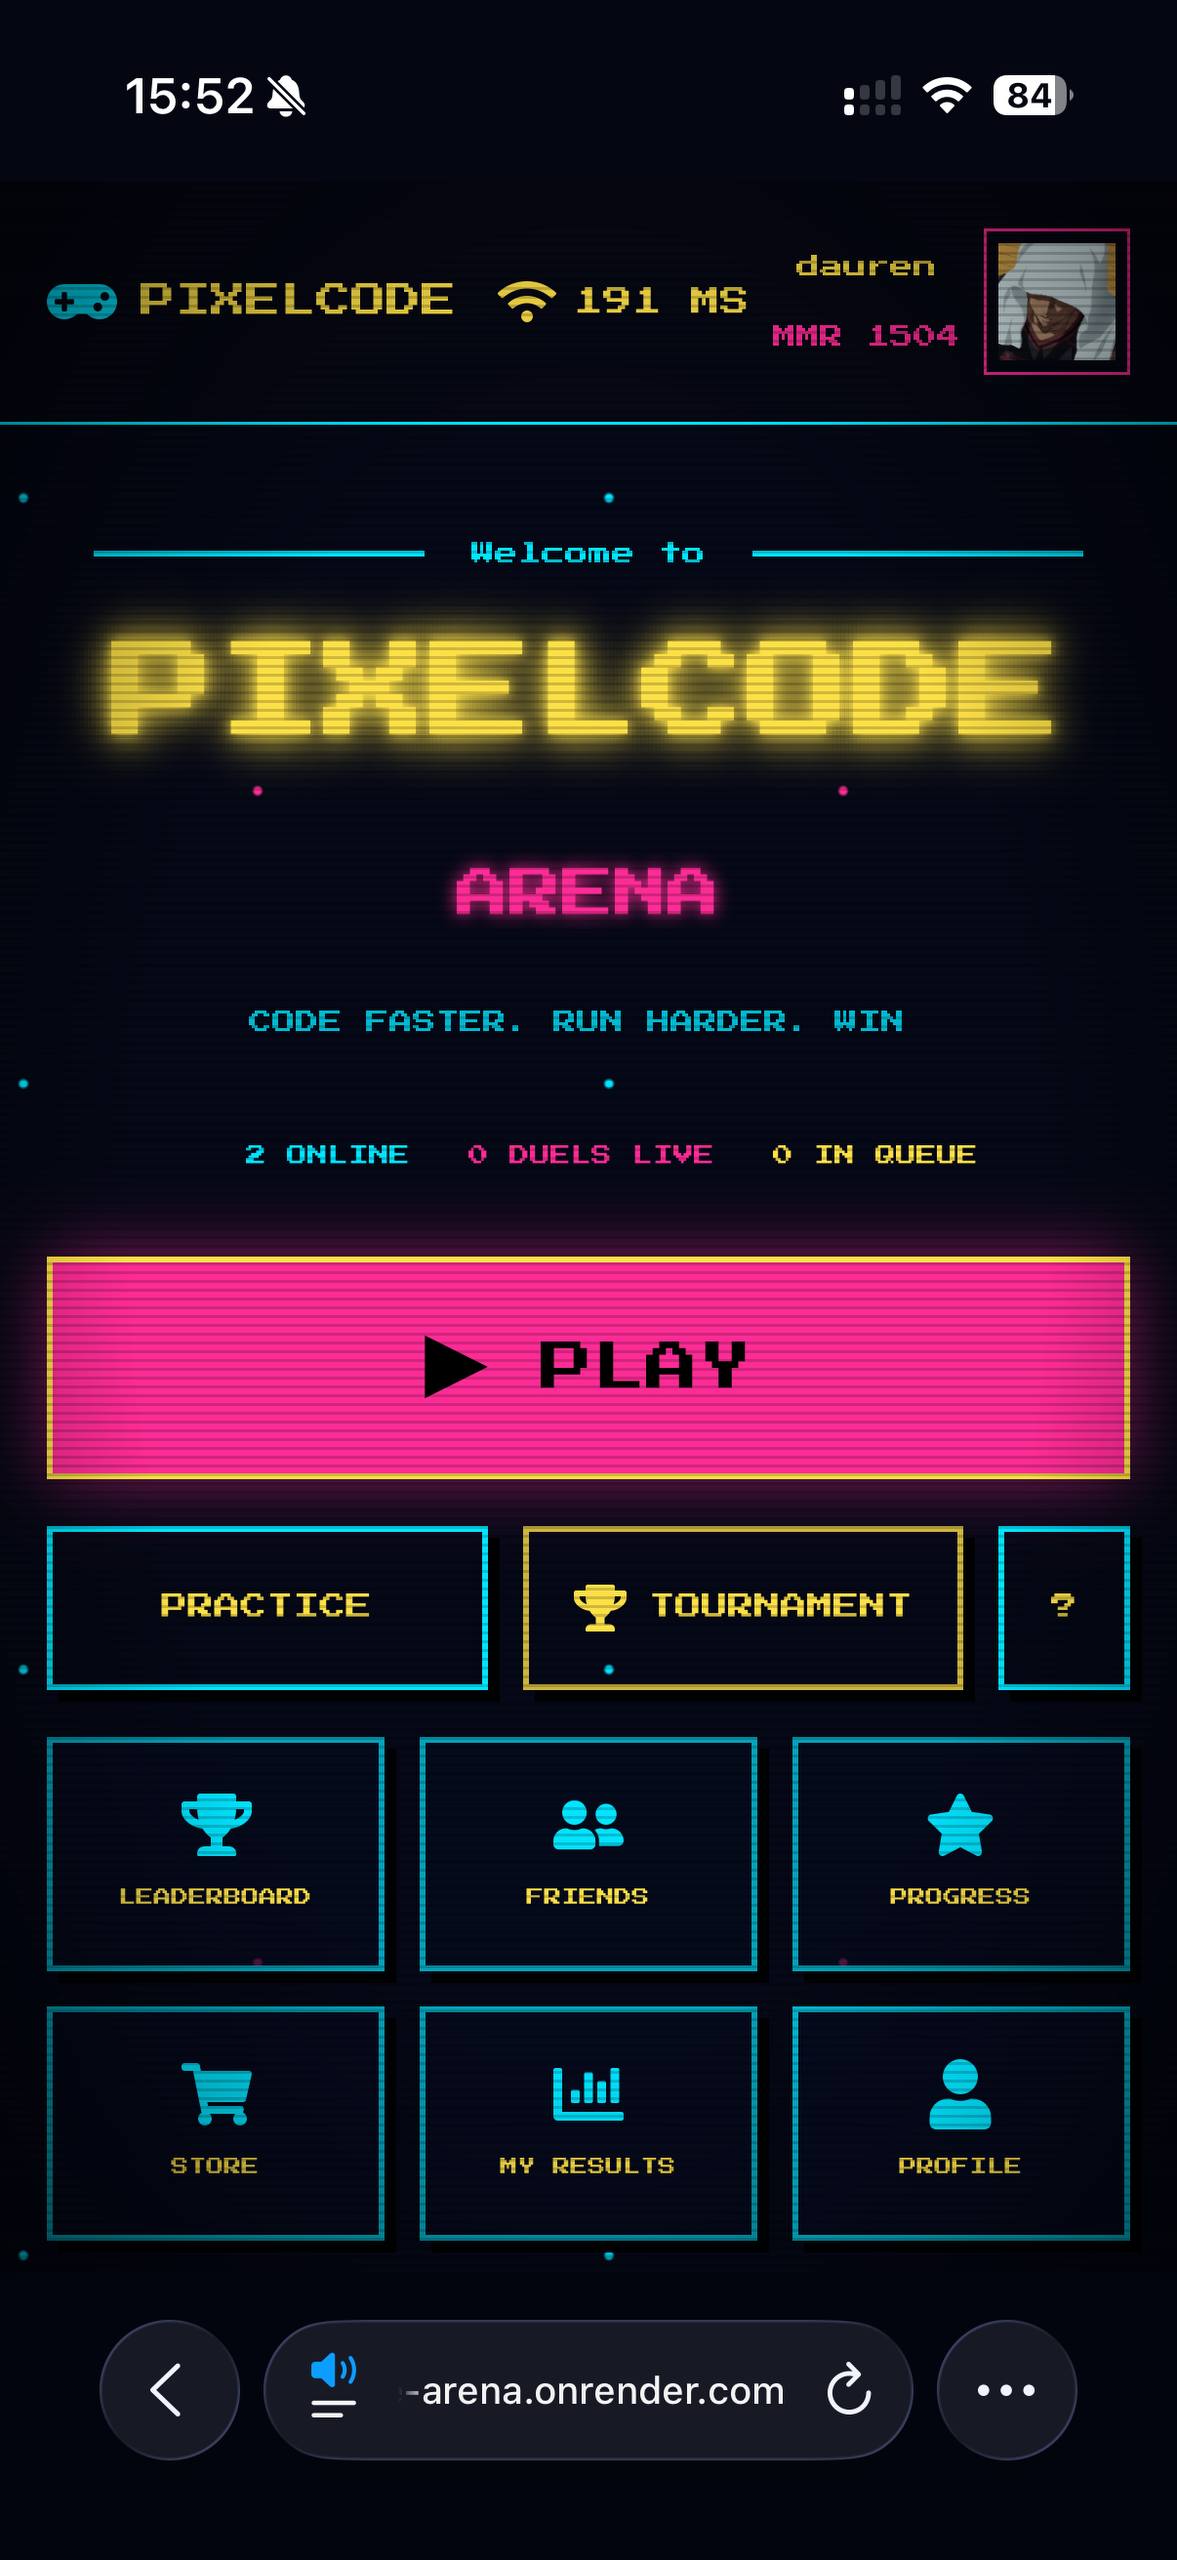 15:52
84
PIXELCODE
191 MS
dauren
MMR 1504
Welcome to
PIXELCODE
ARENA
CODE FASTER. RUN HARDER. WIN
2 ONLINE 0 DUELS LIVE 0 IN QUEUE
▶ PLAY
PRACTICE
TOURNAMENT
?
LEADERBOARD
FRIENDS
PROGRESS
STORE
MY RESULTS
PROFILE
-arena.onrender.com